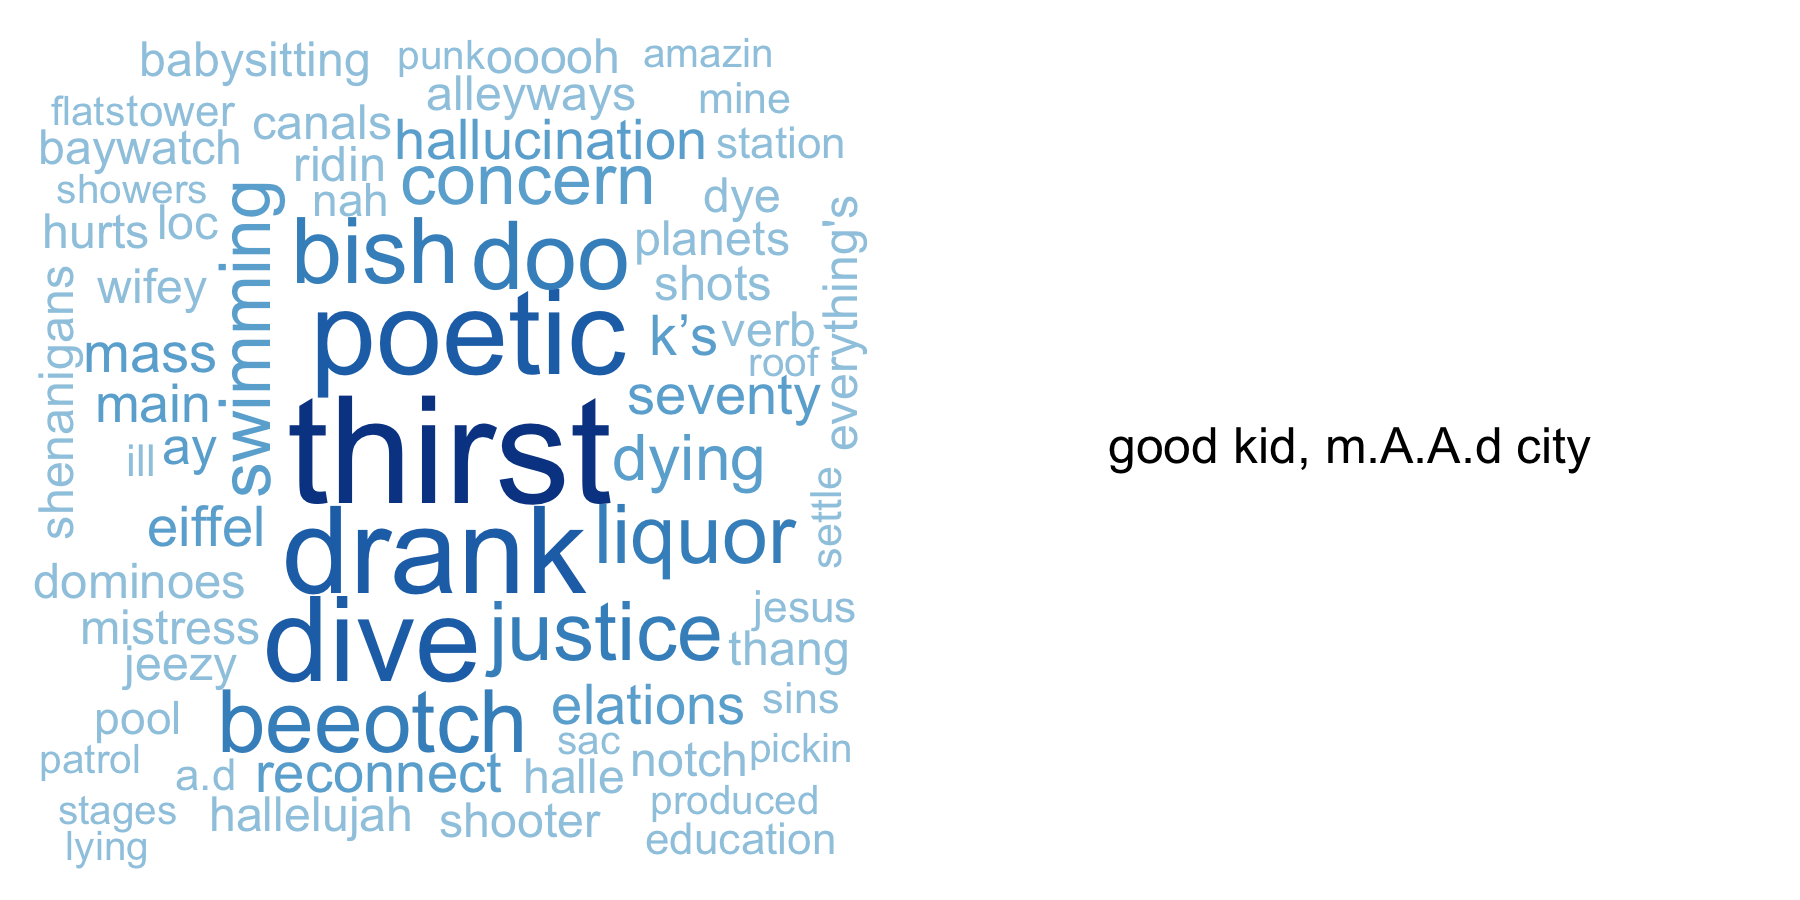 babysitting punkooooh amazin
flatstower canals alleyways mine
baywatch ridin hallucination station
showers nah concern dye
hurts loc swimming bish doo planets everything's
shenanigans wifey shots
mass poetic k’s verb
main roof
ill ay thirst seventy
eiffel dying settle
dominoes drank liquor
mistress dive justice jesus
jeezy thang
pool beeotch elations sins
patrol a.d reconnect sac notch pickin
halle
stages hallelujah shooter produced
lying education
good kid, m.A.A.d city